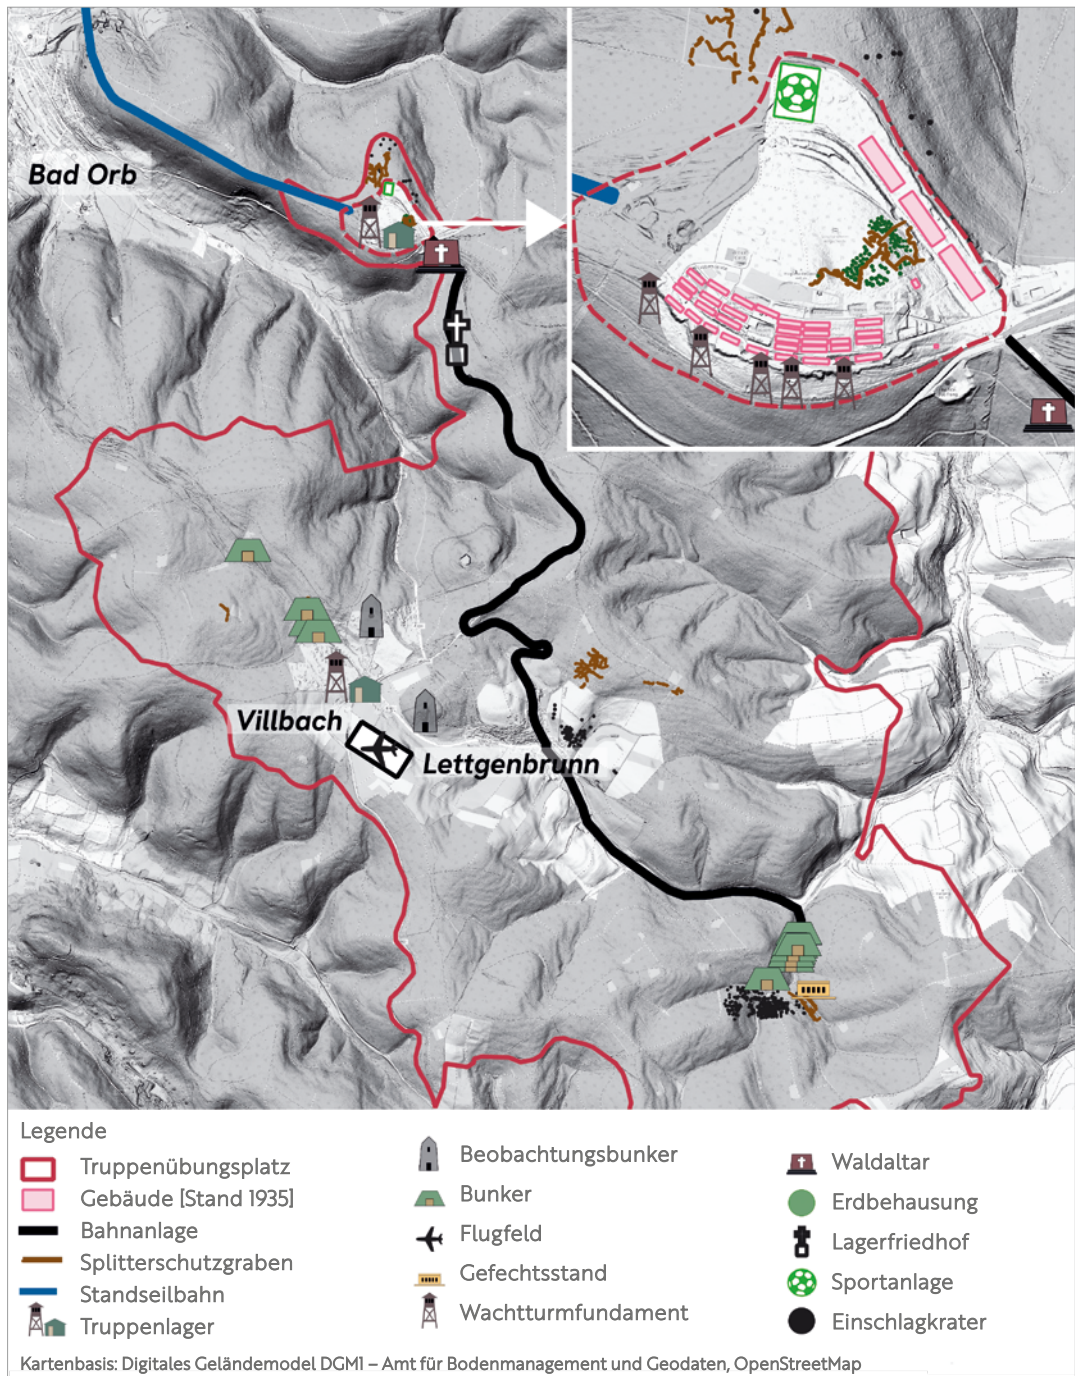 Bad Orb
Villbach
Lettgenbrunn
Legende
Truppenübungsplatz
Gebäude [Stand 1935]
Bahnanlage
Splitterschutzgraben
Standseilbahn
Truppenlager
Beobachtungsbunker
Bunker
Flugfeld
Gefechtsstand
Wachtturmfundament
Waldaltar
Erdbehausung
Lagerfriedhof
Sportanlage
Einschlagkrater
Kartenbasis: Digitales Geländemodel DGM1 – Amt für Bodenmanagement und Geodaten, OpenStreetMap